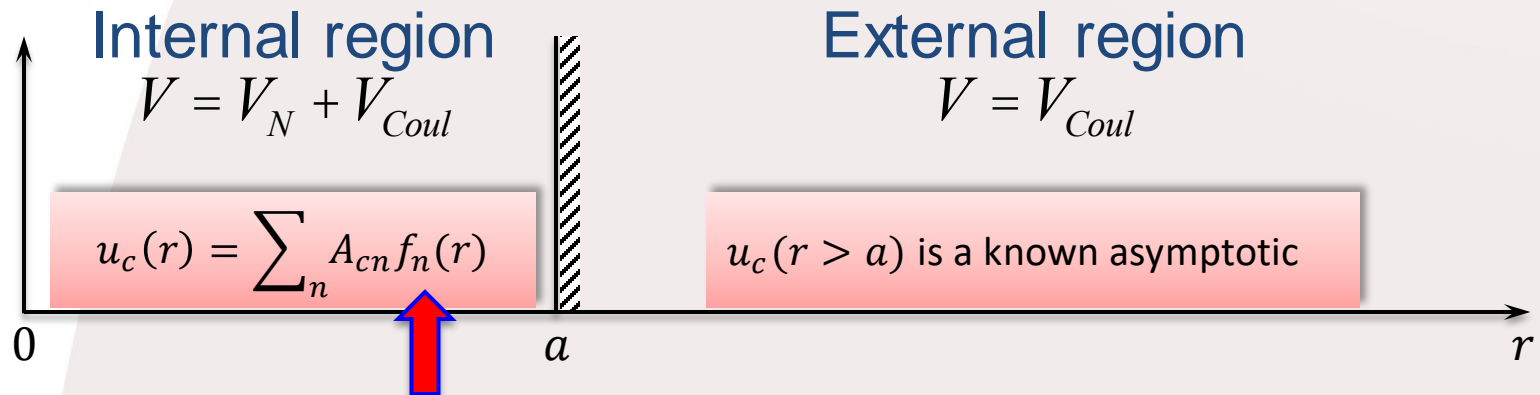 Internal region
External region
V = V_N + V_Coul
V = V_Coul
u_c(r) = ∑_n A_cn f_n(r)
u_c(r > a) is a known asymptotic
0
a
r